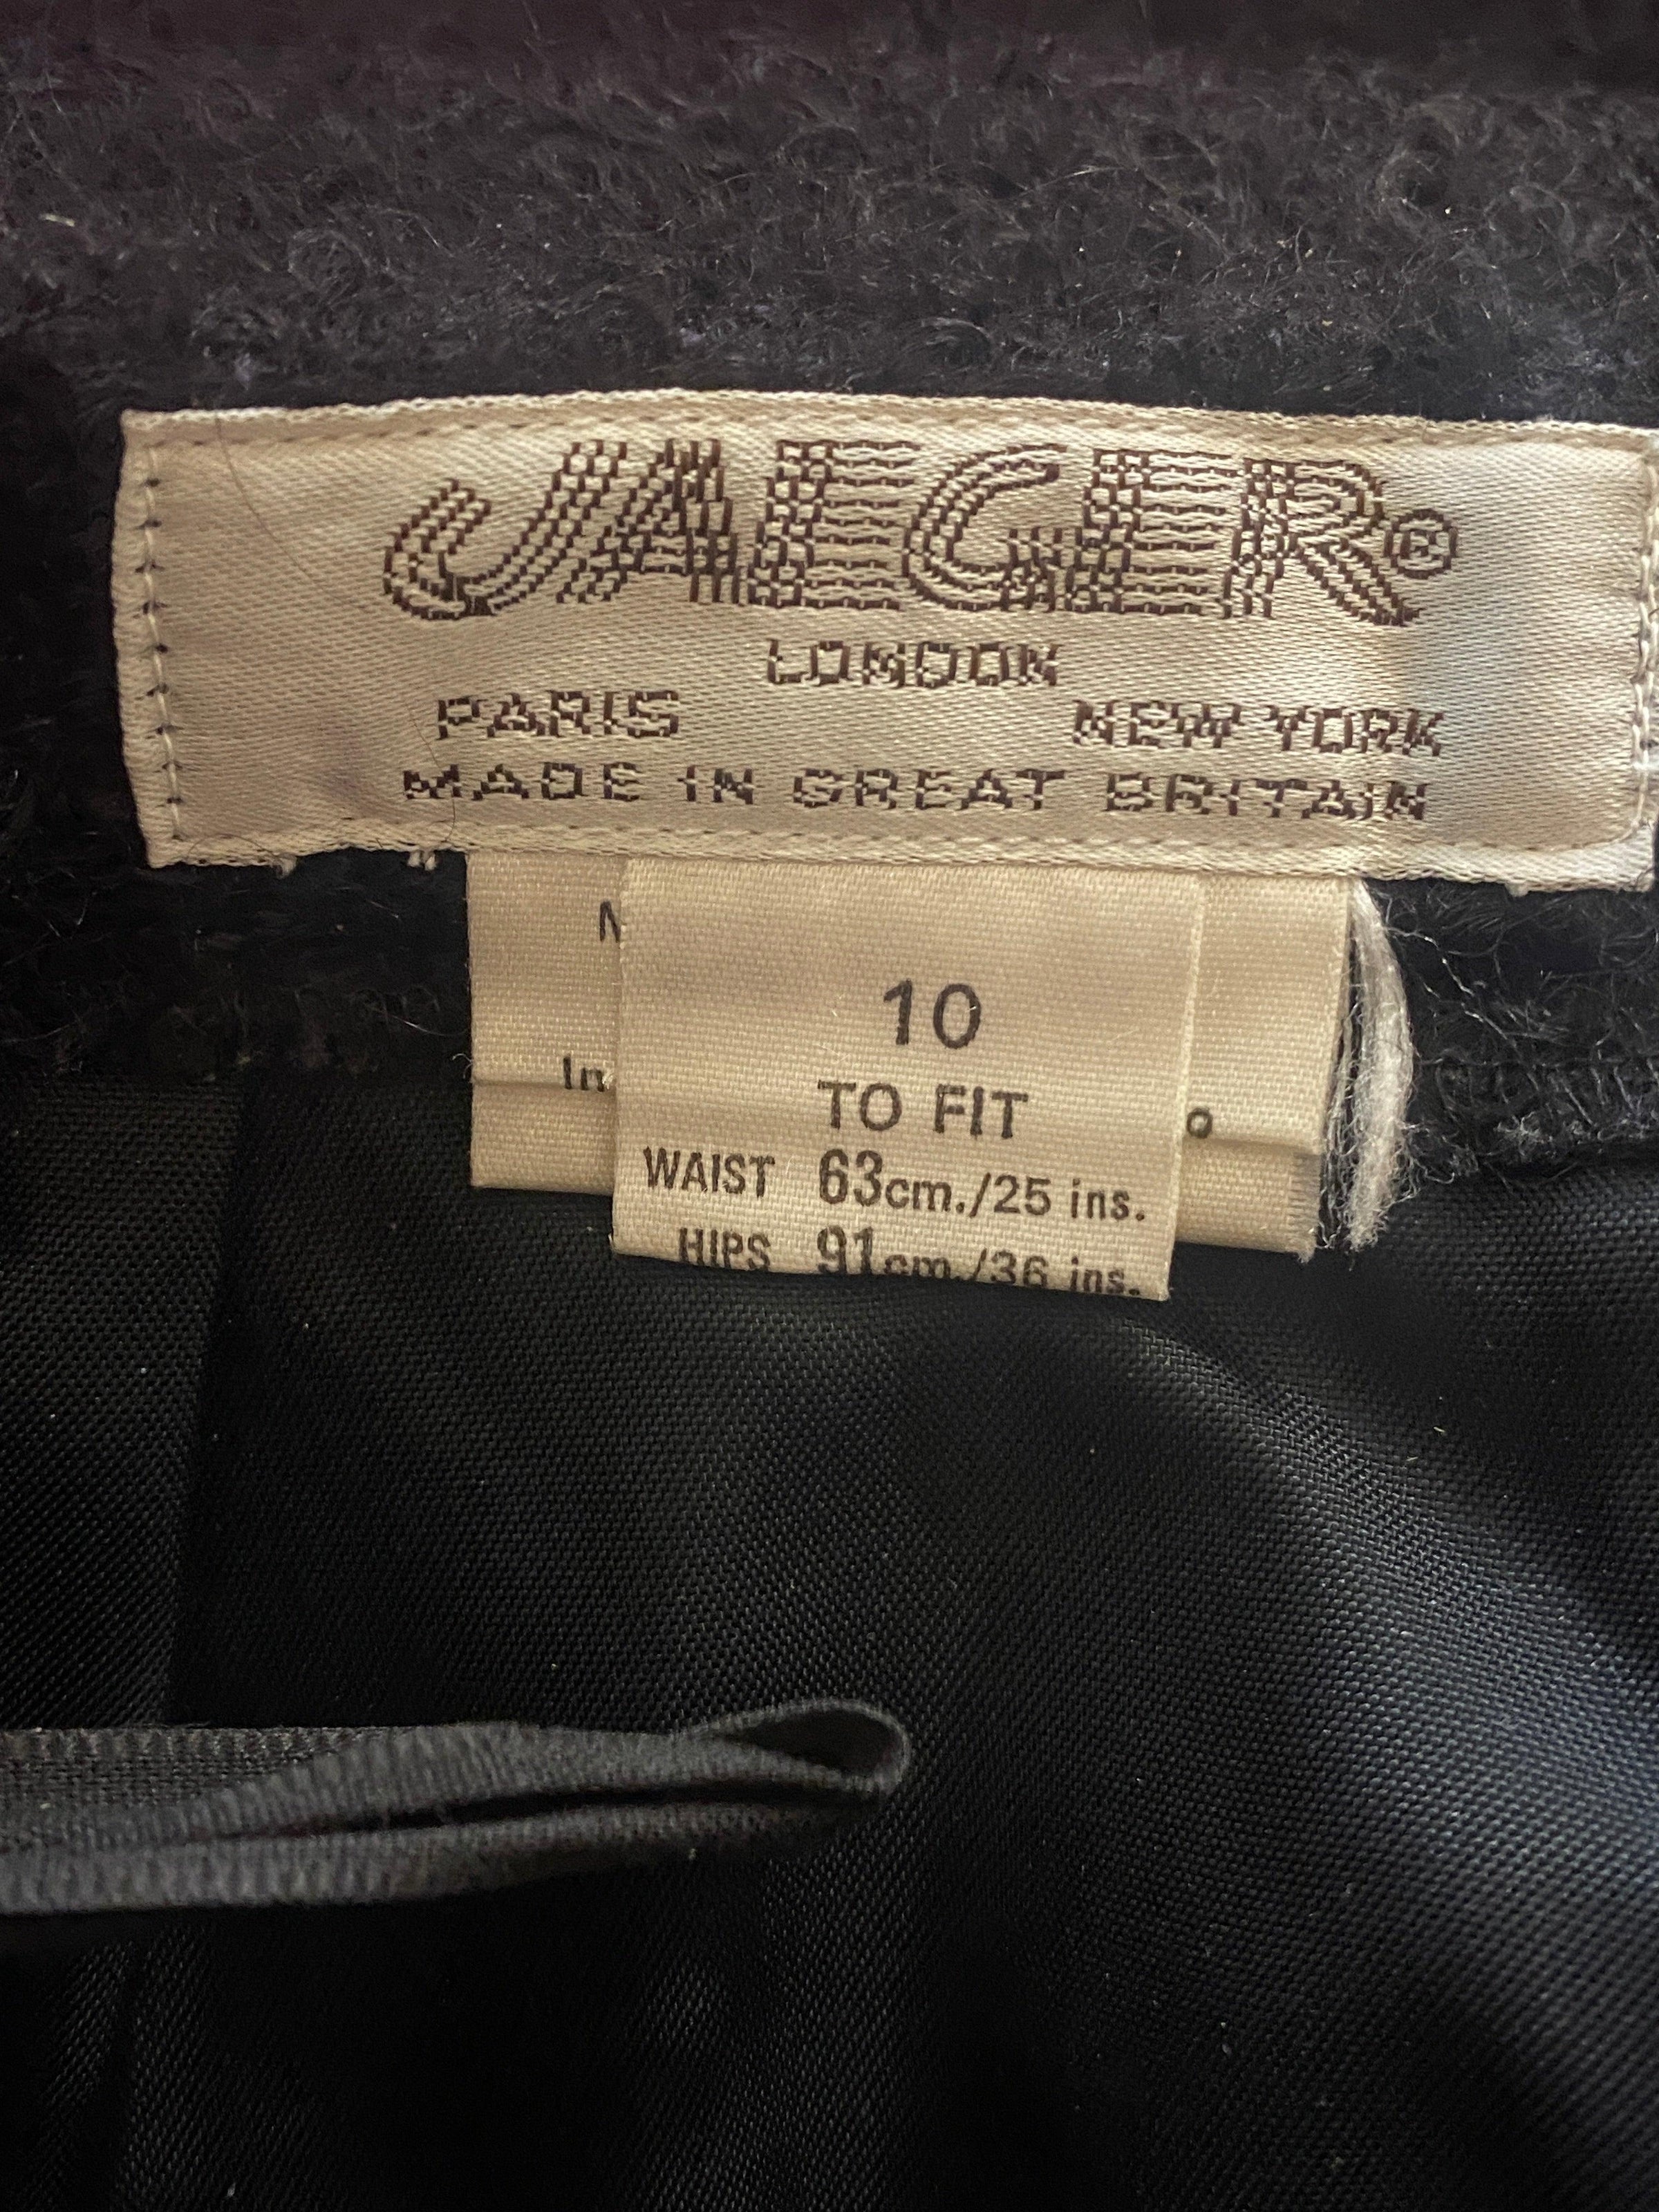 JAEGER®
LONDON
PARIS NEW YORK
MADE IN GREAT BRITAIN
10
TO FIT
WAIST 63cm./25 ins.
HIPS 91cm./36 ins.